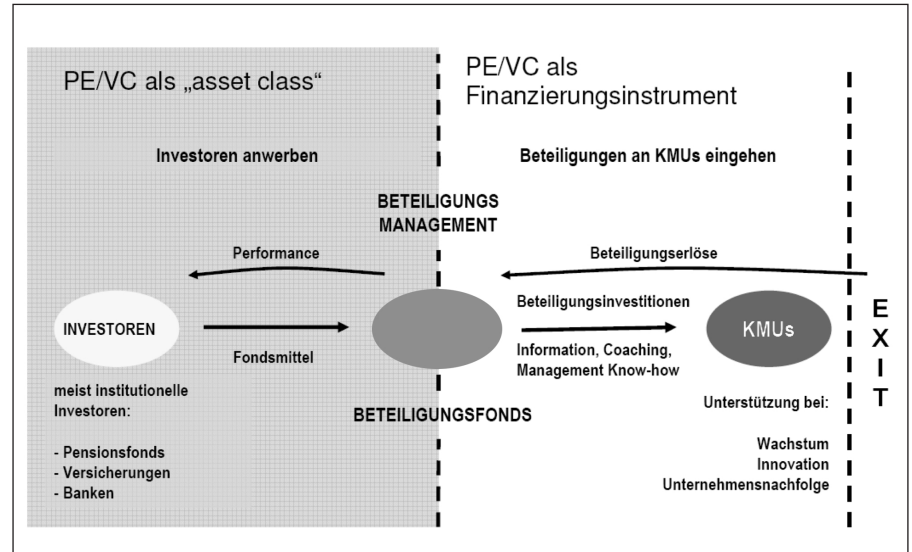 PE/VC als „asset class“
PE/VC als
Finanzierungsinstrument
Investoren anwerben
Beteiligungen an KMUs eingehen
BETEILIGUNGS
MANAGEMENT
Performance
Beteiligungserlöse
INVESTOREN
Fondsmittel
Beteiligungsinvestitionen
Information, Coaching,
Management Know-how
KMUs
E
X
I
T
meist institutionelle
Investoren:
- Pensionsfonds
- Versicherungen
- Banken
BETEILIGUNGSFONDS
Unterstützung bei:
Wachstum
Innovation
Unternehmensnachfolge